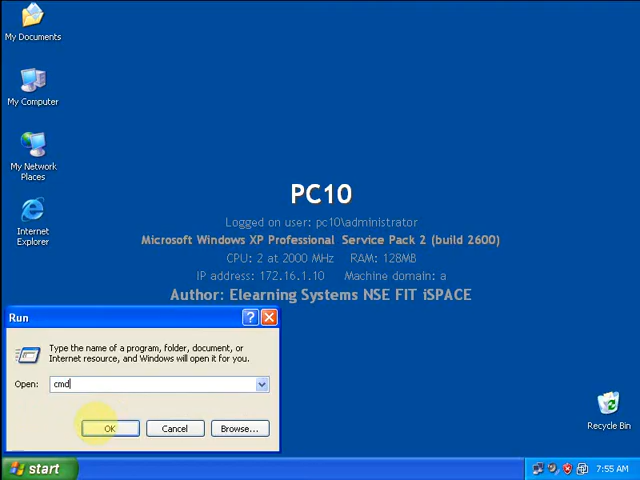 My Documents
My Computer
My Network
Places
Internet
Explorer
PC10
Logged on user: pc10\administrator
Microsoft Windows XP Professional Service Pack 2 (build 2600)
CPU: 2 at 2000 MHz RAM: 128MB
IP address: 172.16.1.10 Machine domain: a
Author: Elearning Systems NSE FIT iSPACE
Run
Type the name of a program, folder, document, or
Internet resource, and Windows will open it for you.
Open: cmd
OK Cancel Browse...
Recycle Bin
start 7:55 AM